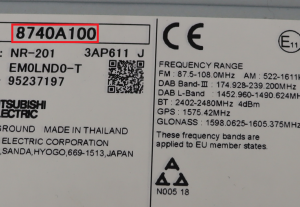 8740A100
NR-201 3AP611 J
EM0LND0-T
95237197
MITSUBISHI
ELECTRIC
MADE IN THAILAND
ELECTRIC CORPORATION
SANDA, HYOGO, 669-1513, JAPAN
FREQUENCY RANGE
FM : 87.5-108.0MHz / AM : 522-1611k
DAB Band-III : 174.928-239.200MHz
DAB L-Band : 1452.960-1490.624MHz
BT : 2402-2480MHz 4dBm
GPS : 1575.42MHz
GLONASS : 1598.0625-1605.375MHz
These frequency bands are
applied to EU member states.
N005 18
CE
E11